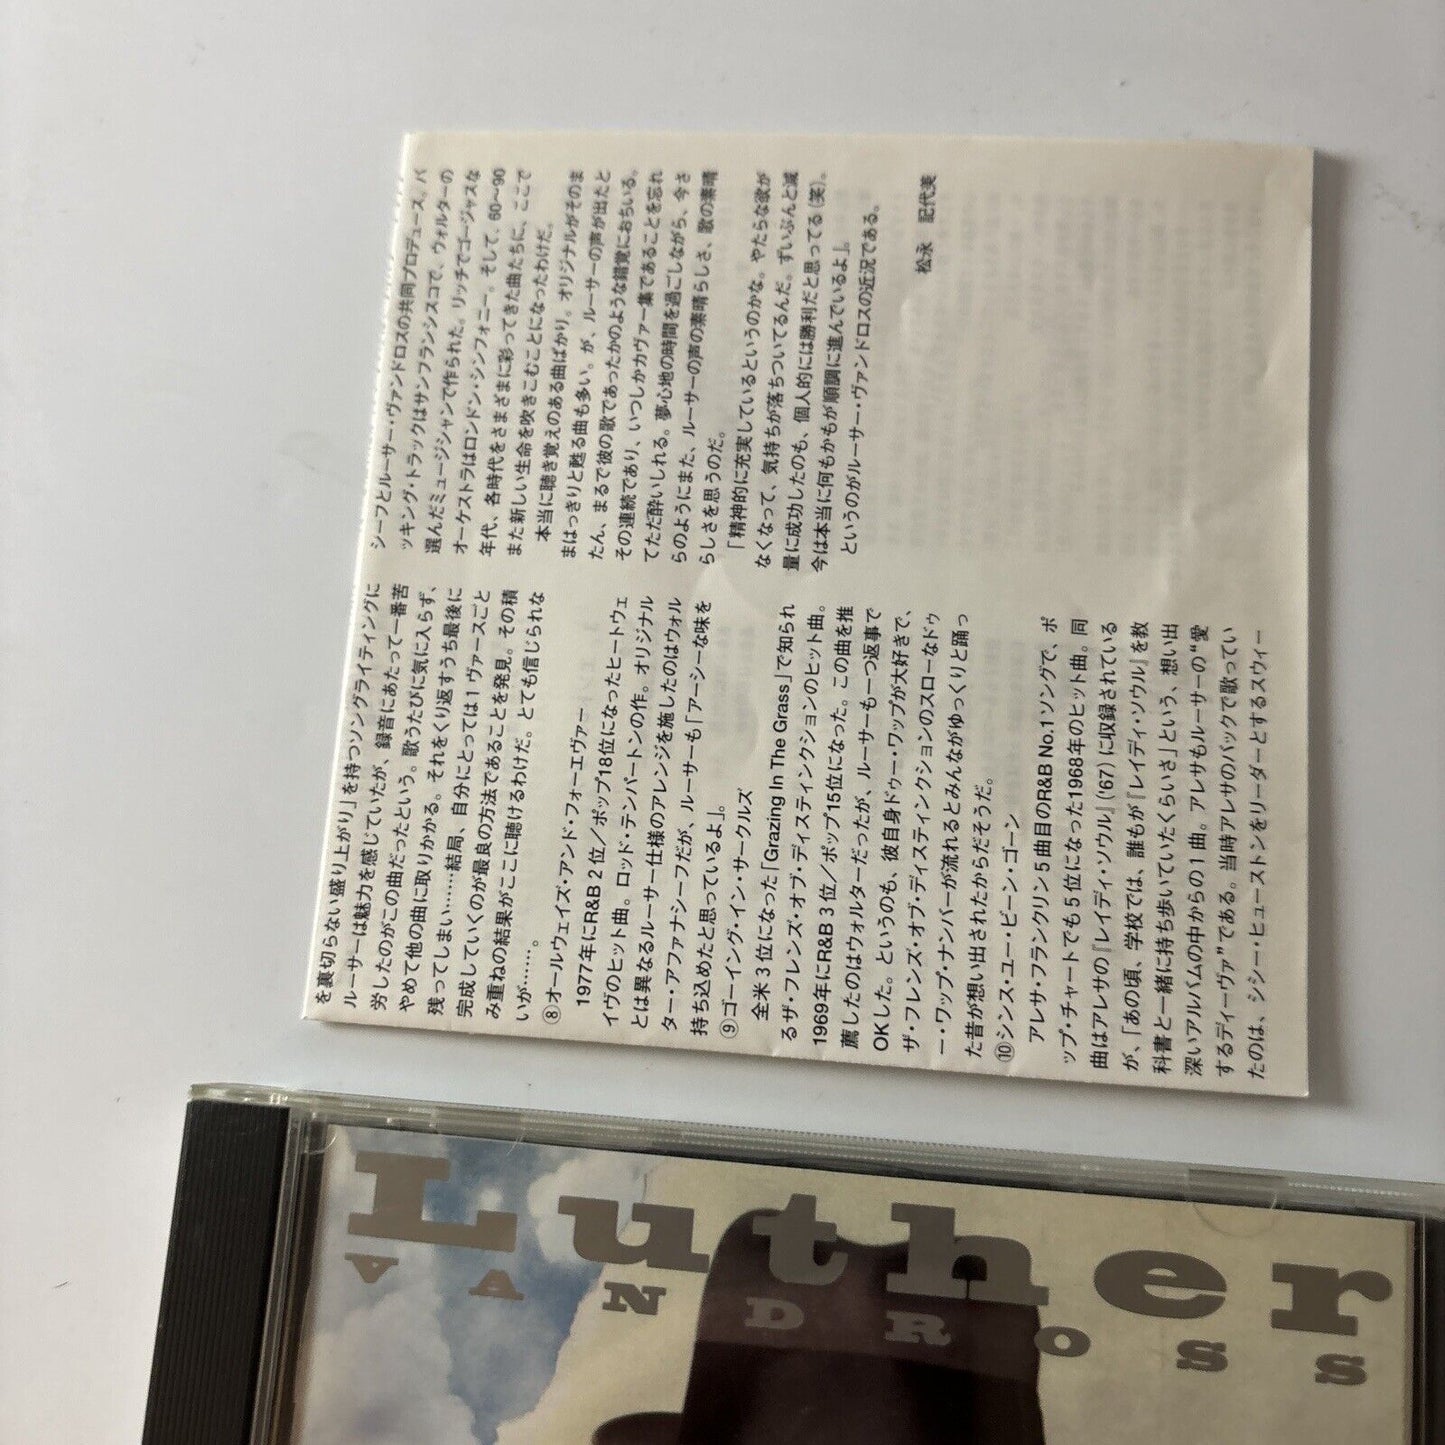 を裏切らない盛り上がり」を持つソングライティングに
ルーサーは魅力を感じていたが、録音にあたって一番苦
労したのがこの曲だったという。歌うたびに気に入らず、
やめて他の曲に取りかかる。それをくり返すうち最後に
残ってしまい……結局、自分にとっては1ヴァースごと
完成していくのが最良の方法であることを発見。その積
み重ねの結果がここに聴けるわけだ。とても信じられな
いが……。
⑧オールウェイズ・アンド・フォーエヴァー
1977年にR&B 2位／ポップ18位になったヒートウェ
イヴのヒット曲。ロッド・テンパートンの作。オリジナル
とは異なるルーサー仕様のアレンジを施したのはウォル
ター・アファナシーフだが、ルーサーも「アーシーな味を
持ち込めたと思っているよ」。
⑨ゴーイング・イン・サークルズ
全米3位になった「Grazing In The Grass」で知られ
るザ・フレンズ・オブ・ディスティンクションのヒット曲。
1969年にR&B 3位／ポップ15位になった。この曲を推
薦したのはウォルターだったが、ルーサーも一つ返事で
OKした。というのも、彼自身ドゥー・ワップが大好きで、
ザ・フレンズ・オブ・ディスティンクションのスローなドゥ
ー・ワップ・ナンバーが流れるとみんながゆっくりと踊っ
た昔が想い出されたからだそうだ。
⑩シンス・ユー・ビーン・ゴーン
アレサ・フランクリン5曲目のR&B No.1ソングで、ポ
ップ・チャートでも5位になった1968年のヒット曲。同
曲はアレサの『レイディ・ソウル』('67)に収録されている
が、「あの頃、学校では、誰もが『レイディ・ソウル』を教
科書と一緒に持ち歩いていたくらいさ」という、想い出
深いアルバムの中からの1曲。アレサもルーサーの“愛
するディーヴァ”である。当時アレサのバックで歌ってい
たのは、シシー・ヒューストンをリーダーとするスウィー
シーフとルーサー・ヴァンドロスの共同プロデュース。バ
ッキング・トラックはサンフランシスコで、ウォルターの
選んだミュージシャンで作られた。リッチでゴージャスな
オーケストラはロンドン・シンフォニー。そして、60〜90
年代、各時代をさまざまに彩ってきた曲たちに、ここで
また新しい生命を吹きこむことになったわけだ。
本当に聴き覚えのある曲ばかり。オリジナルがそのま
まはっきりと甦る曲も多い。が、ルーサーの声が出たと
たん、まるで彼の歌であったかのような錯覚におちいる。
その連続であり、いつしかカヴァー集であることを忘れ
てただ酔いしれる。夢心地の時間を過ごしながら、今さ
らのようにまた、ルーサーの声の素晴らしさ、歌の素晴
らしさを思うのだ。
「精神的に充実しているというのかな。やたらな欲が
なくなって、気持ちが落ちついてるんだ。ずいぶんと減
量に成功したのも、個人的には勝利だと思ってる(笑)。
今は本当に何もかもが順調に進んでいるよ」。
というのがルーサー・ヴァンドロスの近況である。
松永　記代美
Luther
VANDROSS